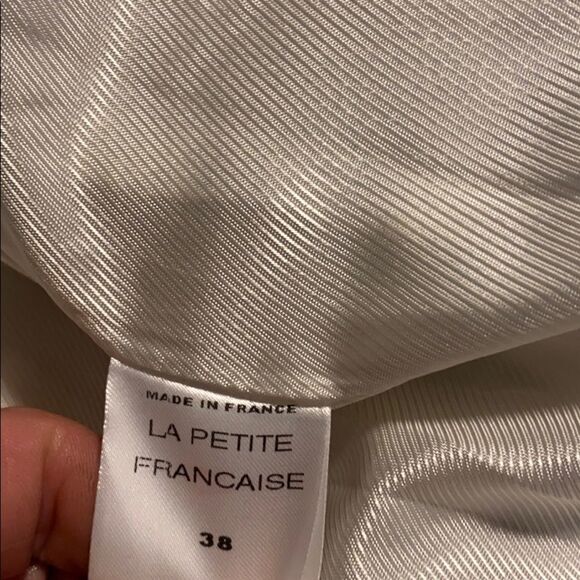 MADE IN FRANCE
LA PETITE
FRANCAISE
38